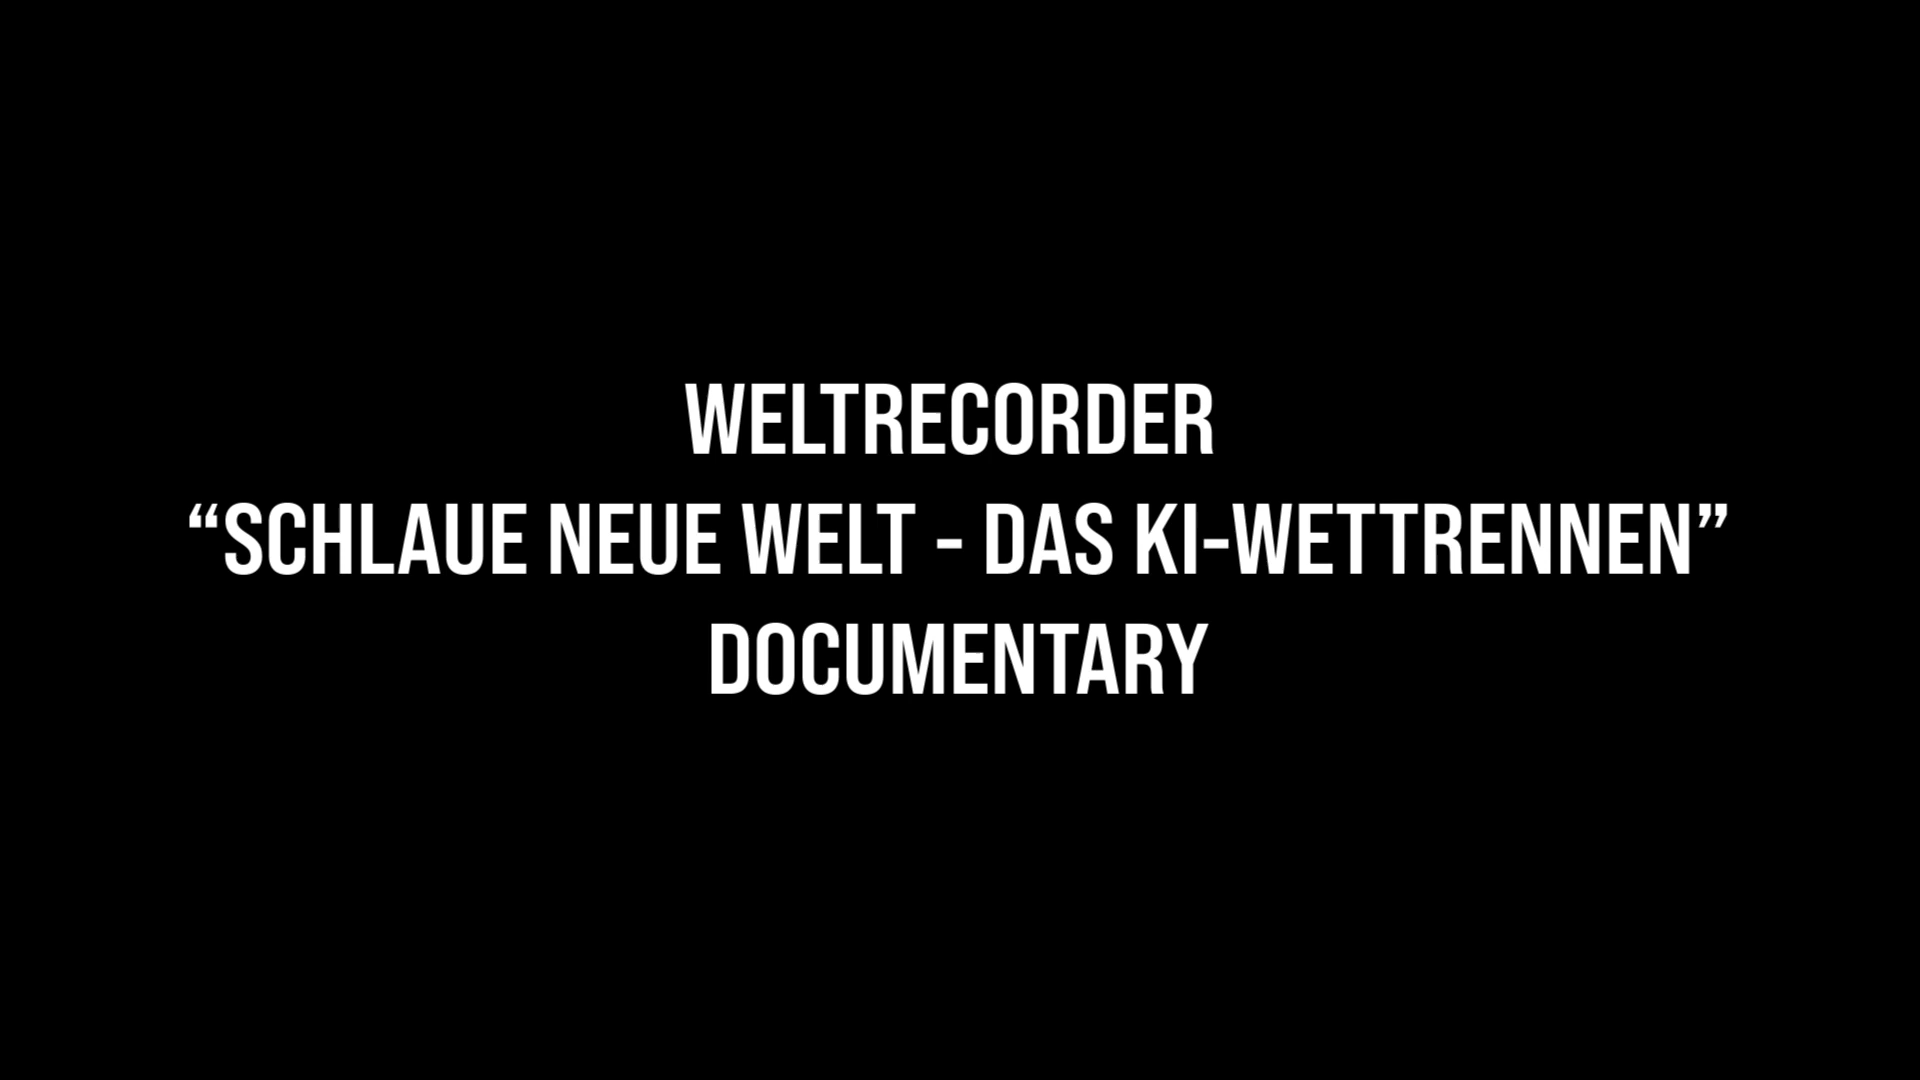 WELTRECORDER
“SCHLAUE NEUE WELT - DAS KI-WETTRENNEN”
DOCUMENTARY